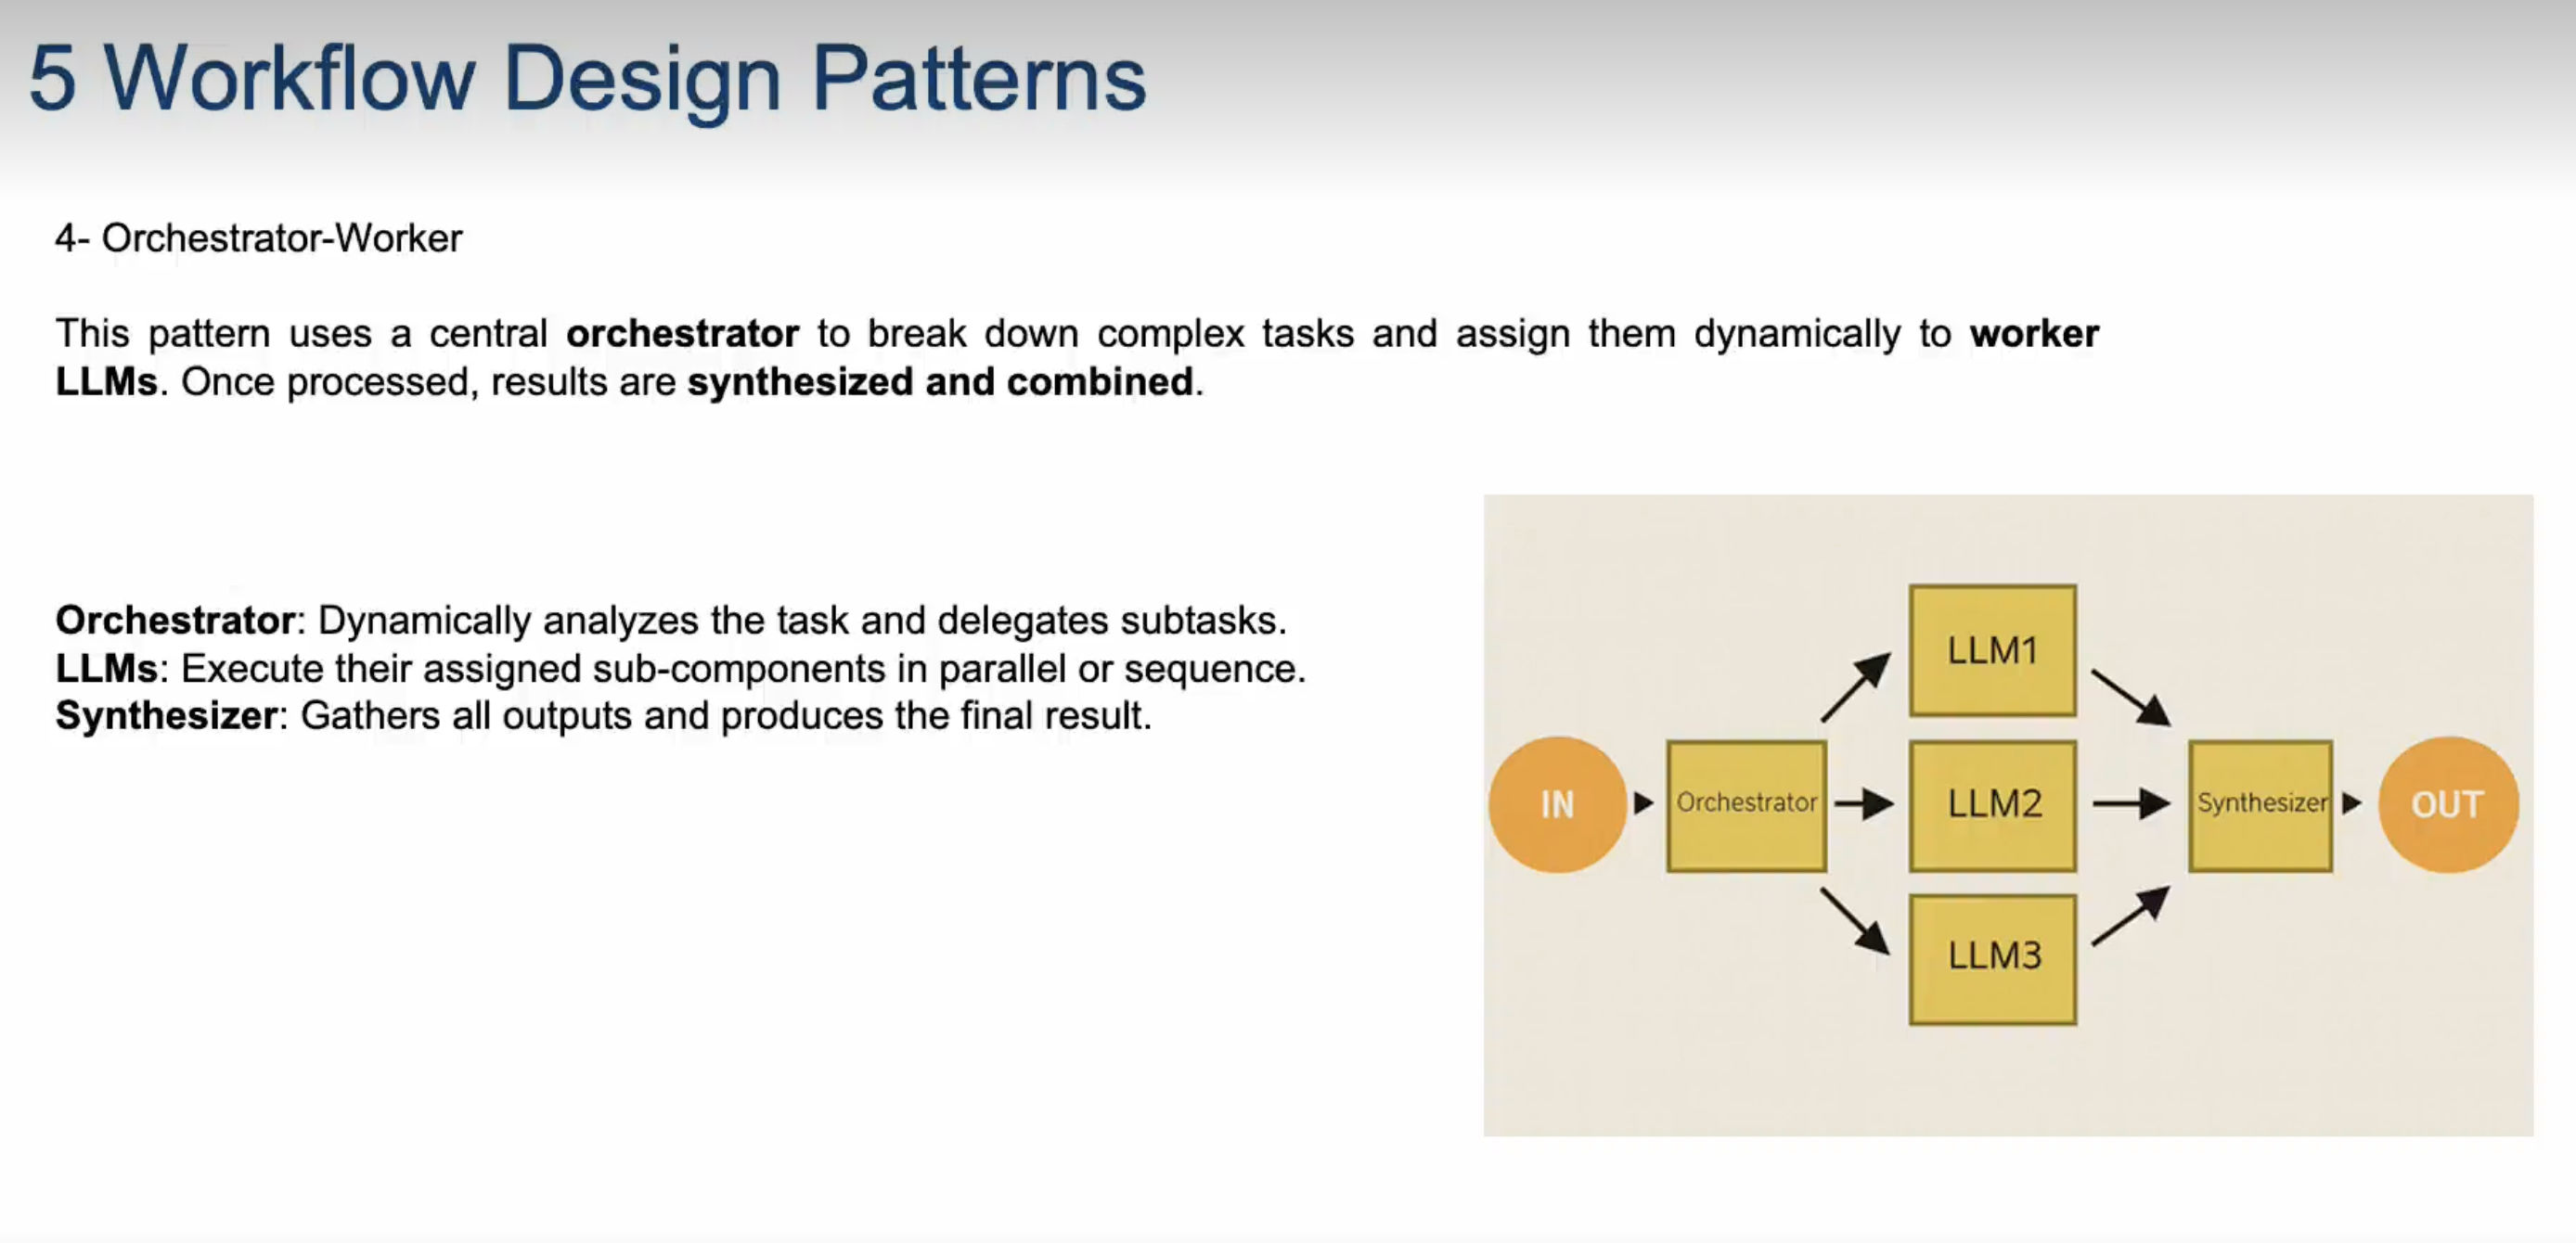 5 Workflow Design Patterns
4- Orchestrator-Worker
This pattern uses a central orchestrator to break down complex tasks and assign them dynamically to worker
LLMs. Once processed, results are synthesized and combined.
Orchestrator: Dynamically analyzes the task and delegates subtasks.
LLMs: Execute their assigned sub-components in parallel or sequence.
Synthesizer: Gathers all outputs and produces the final result.
IN
Orchestrator
LLM1
LLM2
LLM3
Synthesizer
OUT